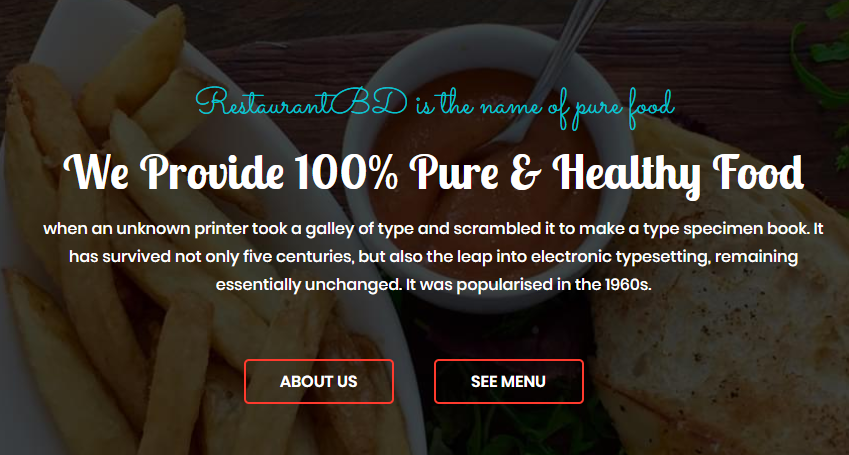 RestaurantBD is the name of pure food
We Provide 100% Pure & Healthy Food
when an unknown printer took a galley of type and scrambled it to make a type specimen book. It
has survived not only five centuries, but also the leap into electronic typesetting, remaining
essentially unchanged. It was popularised in the 1960s.
ABOUT US SEE MENU